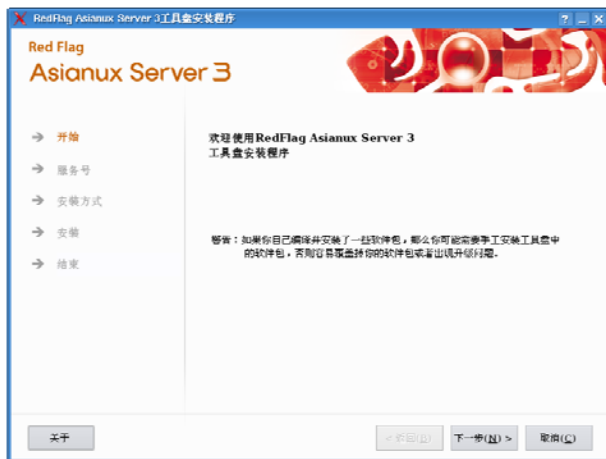 RedFlag Asianux Server 3工具盘安装程序
Red Flag
Asianux Server 3
开始
服务号
安装方式
安装
结束
欢迎使用RedFlag Asianux Server 3
工具盘安装程序
警告：如果你自己编译并安装了一些软件包，那么你可能需要手工安装工具盘中
的软件包，否则容易覆盖掉你的软件包或者出现升级问题。
关于
< 返回(B)
下一步(N) >
取消(C)